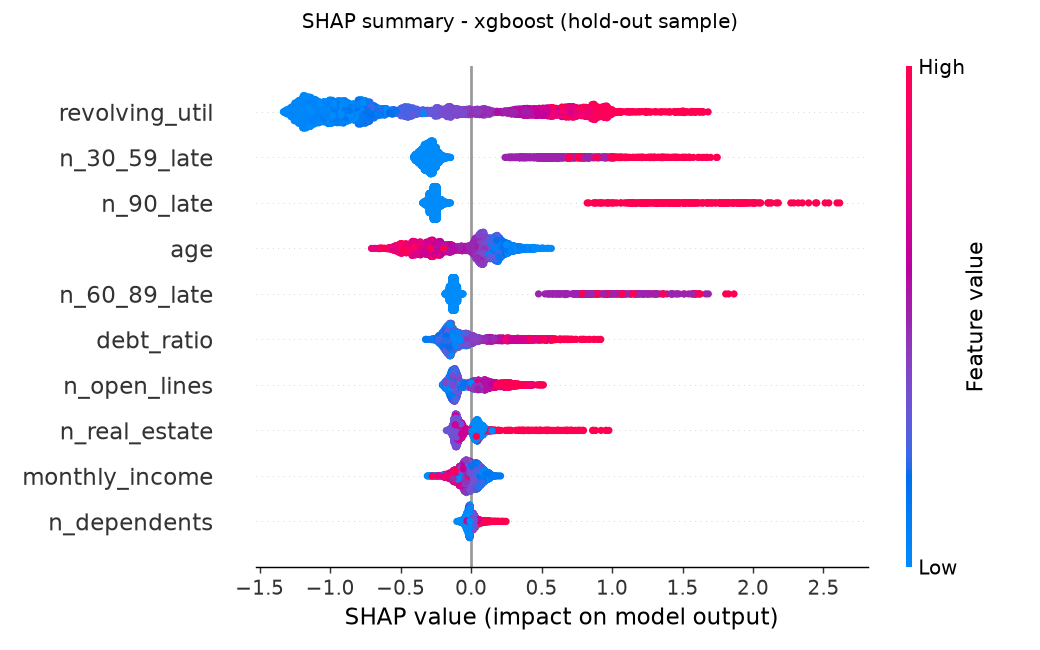 SHAP summary - xgboost (hold-out sample)
High
revolving_util
n_30_59_late
n_90_late
age
n_60_89_late
debt_ratio
n_open_lines
n_real_estate
monthly_income
n_dependents
Feature value
Low
−1.5 −1.0 −0.5 0.0 0.5 1.0 1.5 2.0 2.5
SHAP value (impact on model output)